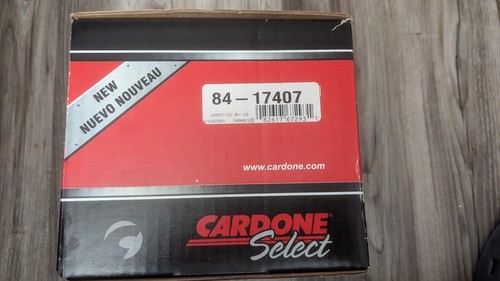 NEW
NUEVO NOUVEAU
84-17407
www.cardone.com
CARDONE
Select